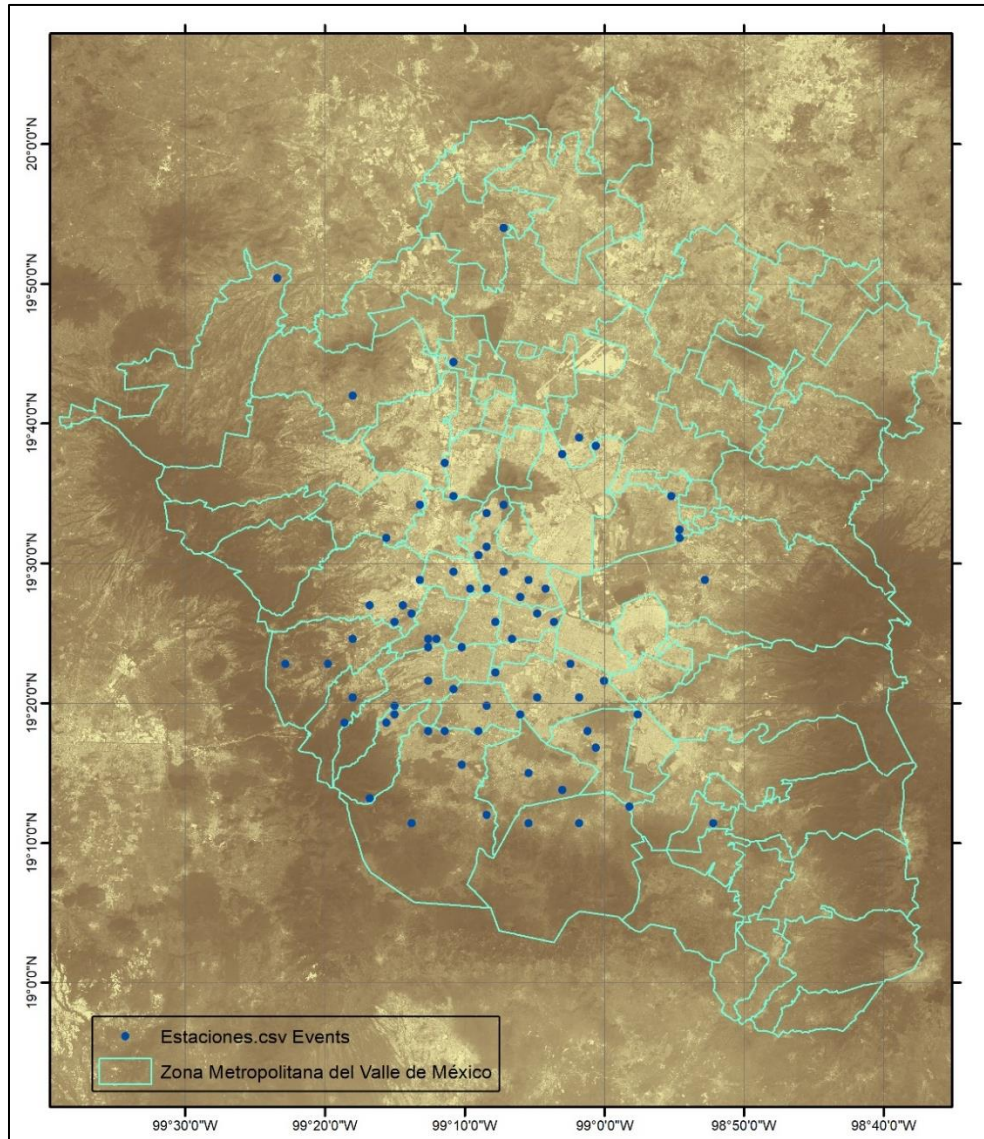 20°0'0"N
19°50'0"N
19°40'0"N
19°30'0"N
19°20'0"N
19°10'0"N
19°0'0"N
Estaciones.csv Events
Zona Metropolitana del Valle de México
99°30'0"W 99°20'0"W 99°10'0"W 99°0'0"W 98°50'0"W 98°40'0"W